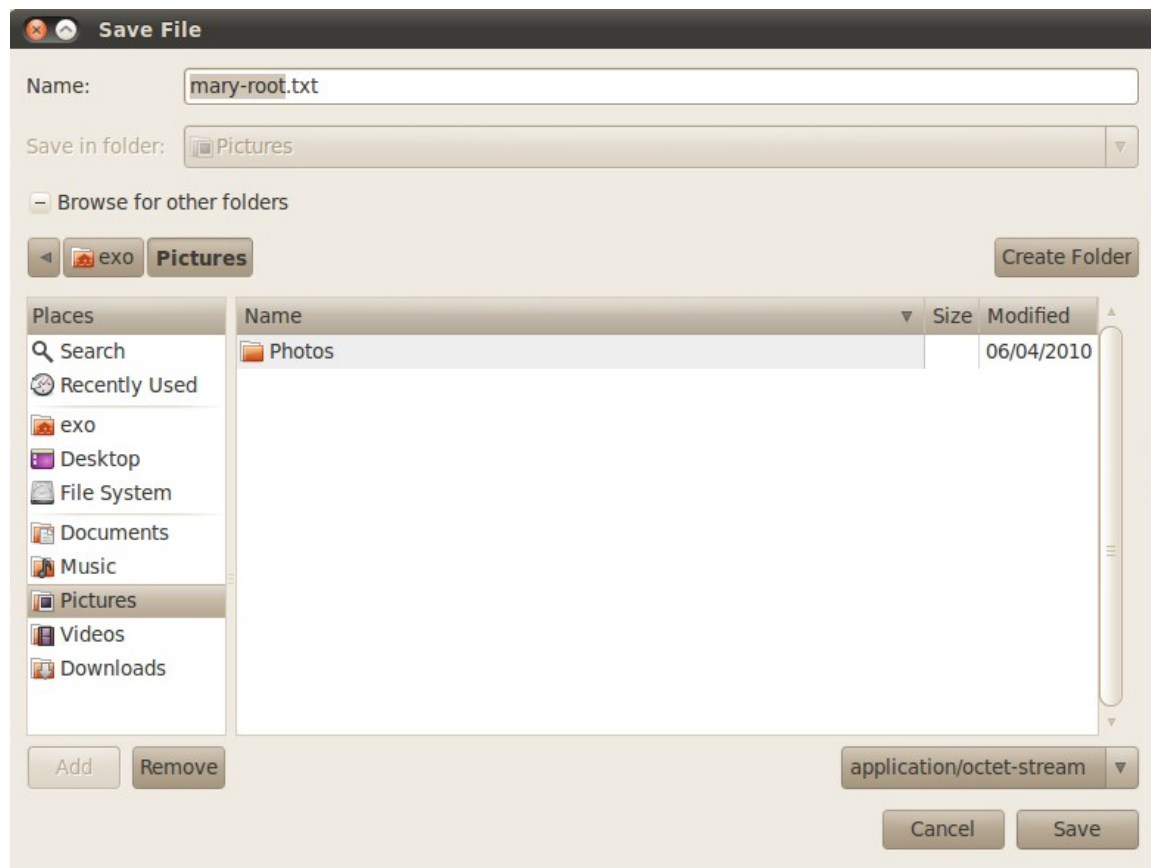 Save File
Name: mary-root.txt
Save in folder: Pictures
Browse for other folders
exo Pictures Create Folder
Places Name Size Modified
Search Photos 06/04/2010
Recently Used
exo
Desktop
File System
Documents
Music
Pictures
Videos
Downloads
Add Remove application/octet-stream
Cancel Save